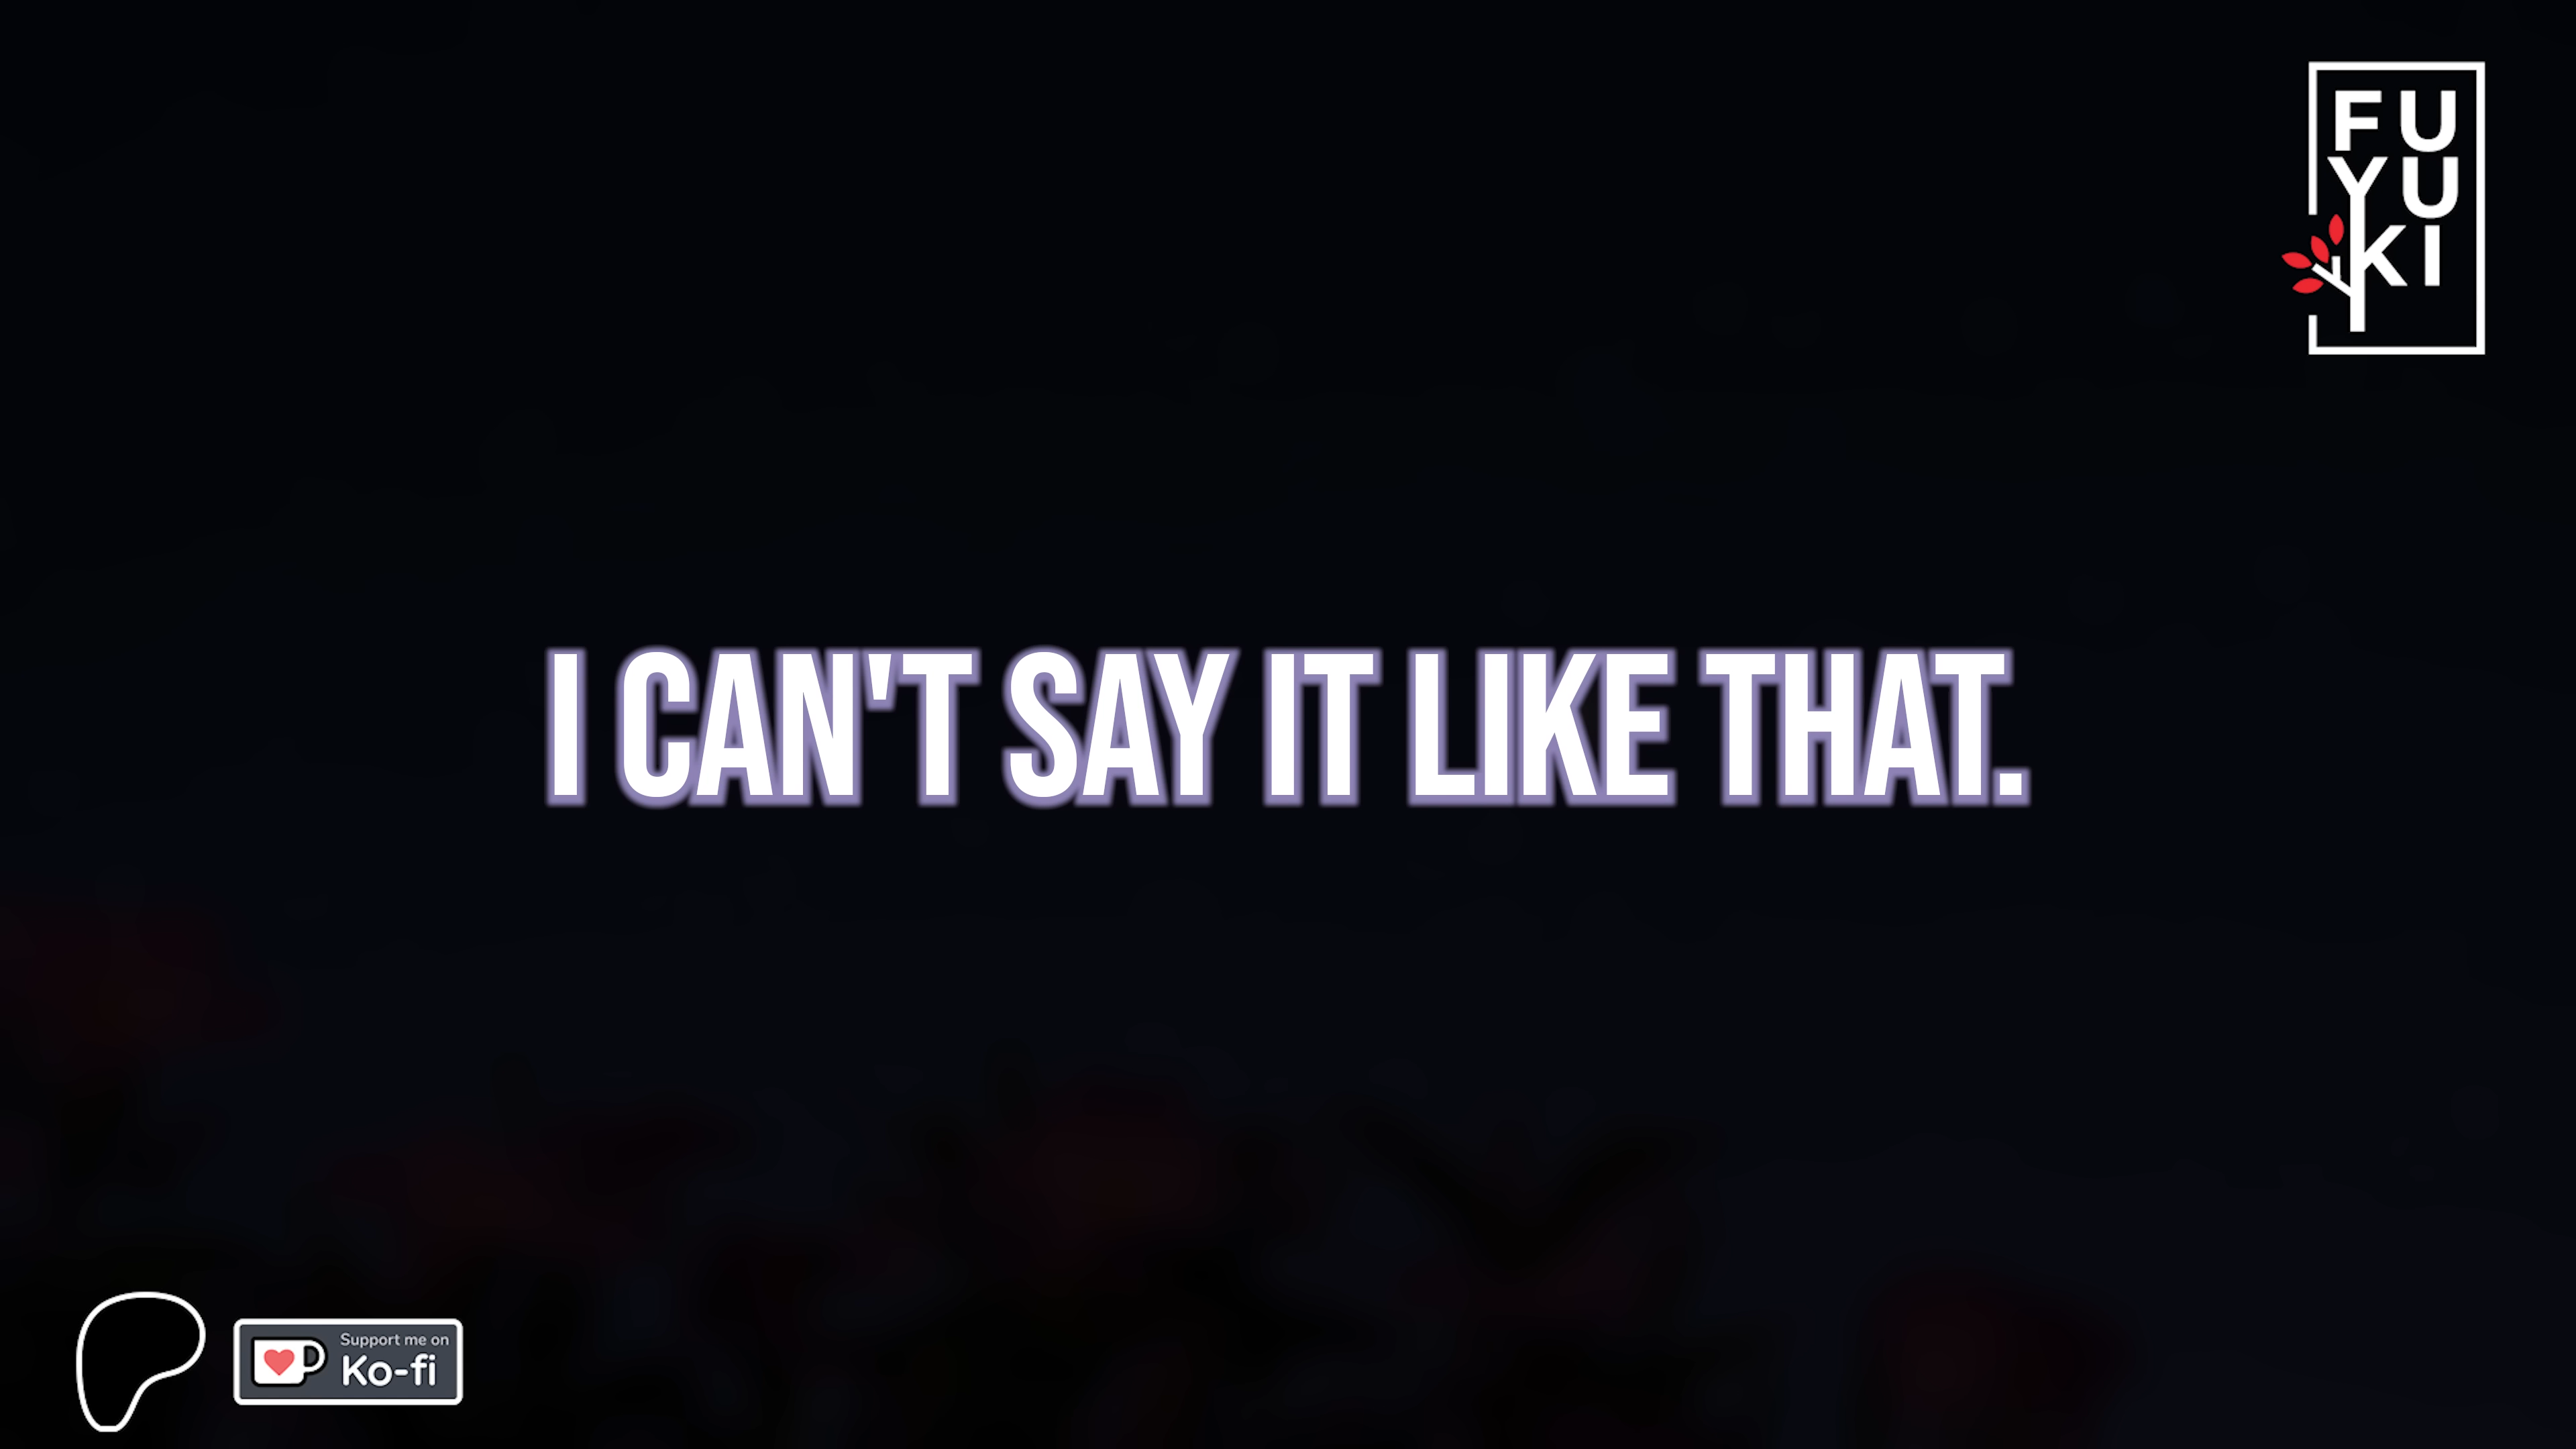 FU
YU
KI
I CAN'T SAY IT LIKE THAT.
Support me on
Ko-fi